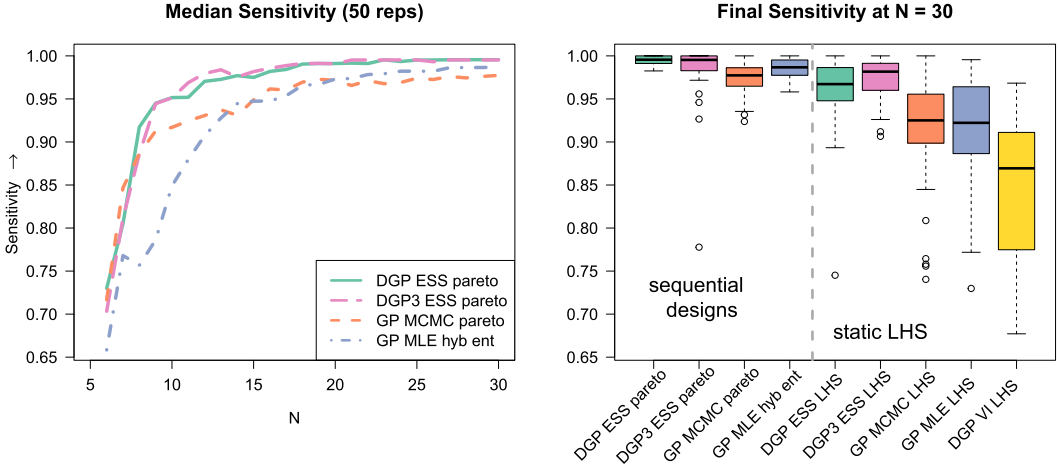 Median Sensitivity (50 reps)
Sensitivity →
1.00
0.95
0.90
0.85
0.80
0.75
0.70
0.65
5
10
15
20
25
30
N
DGP ESS pareto
DGP3 ESS pareto
GP MCMC pareto
GP MLE hyb ent
Final Sensitivity at N = 30
1.00
0.95
0.90
0.85
0.80
0.75
0.70
0.65
sequential
designs
static LHS
DGP ESS pareto
DGP3 ESS pareto
GP MCMC pareto
GP MLE hyb ent
DGP ESS LHS
DGP3 ESS LHS
GP MCMC LHS
GP MLE LHS
DGP VI LHS